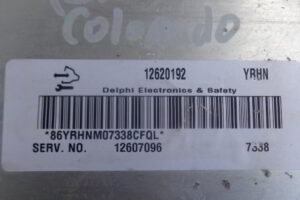 Colorado
12620192 YRHN
Delphi Electronics & Safety
*86YRHNM07338CFQL*
SERV. NO. 12607096 7338